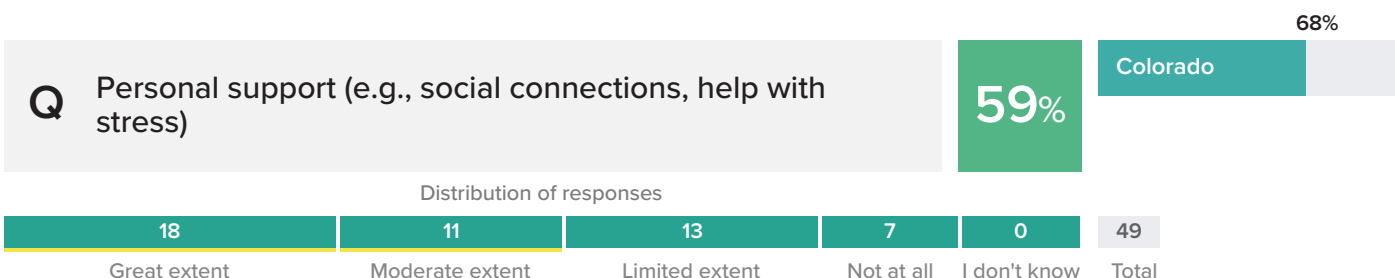 68%
Q
Personal support (e.g., social connections, help with
stress)
59%
Colorado
Distribution of responses
18
11
13
7
0
49
Great extent
Moderate extent
Limited extent
Not at all
I don't know
Total